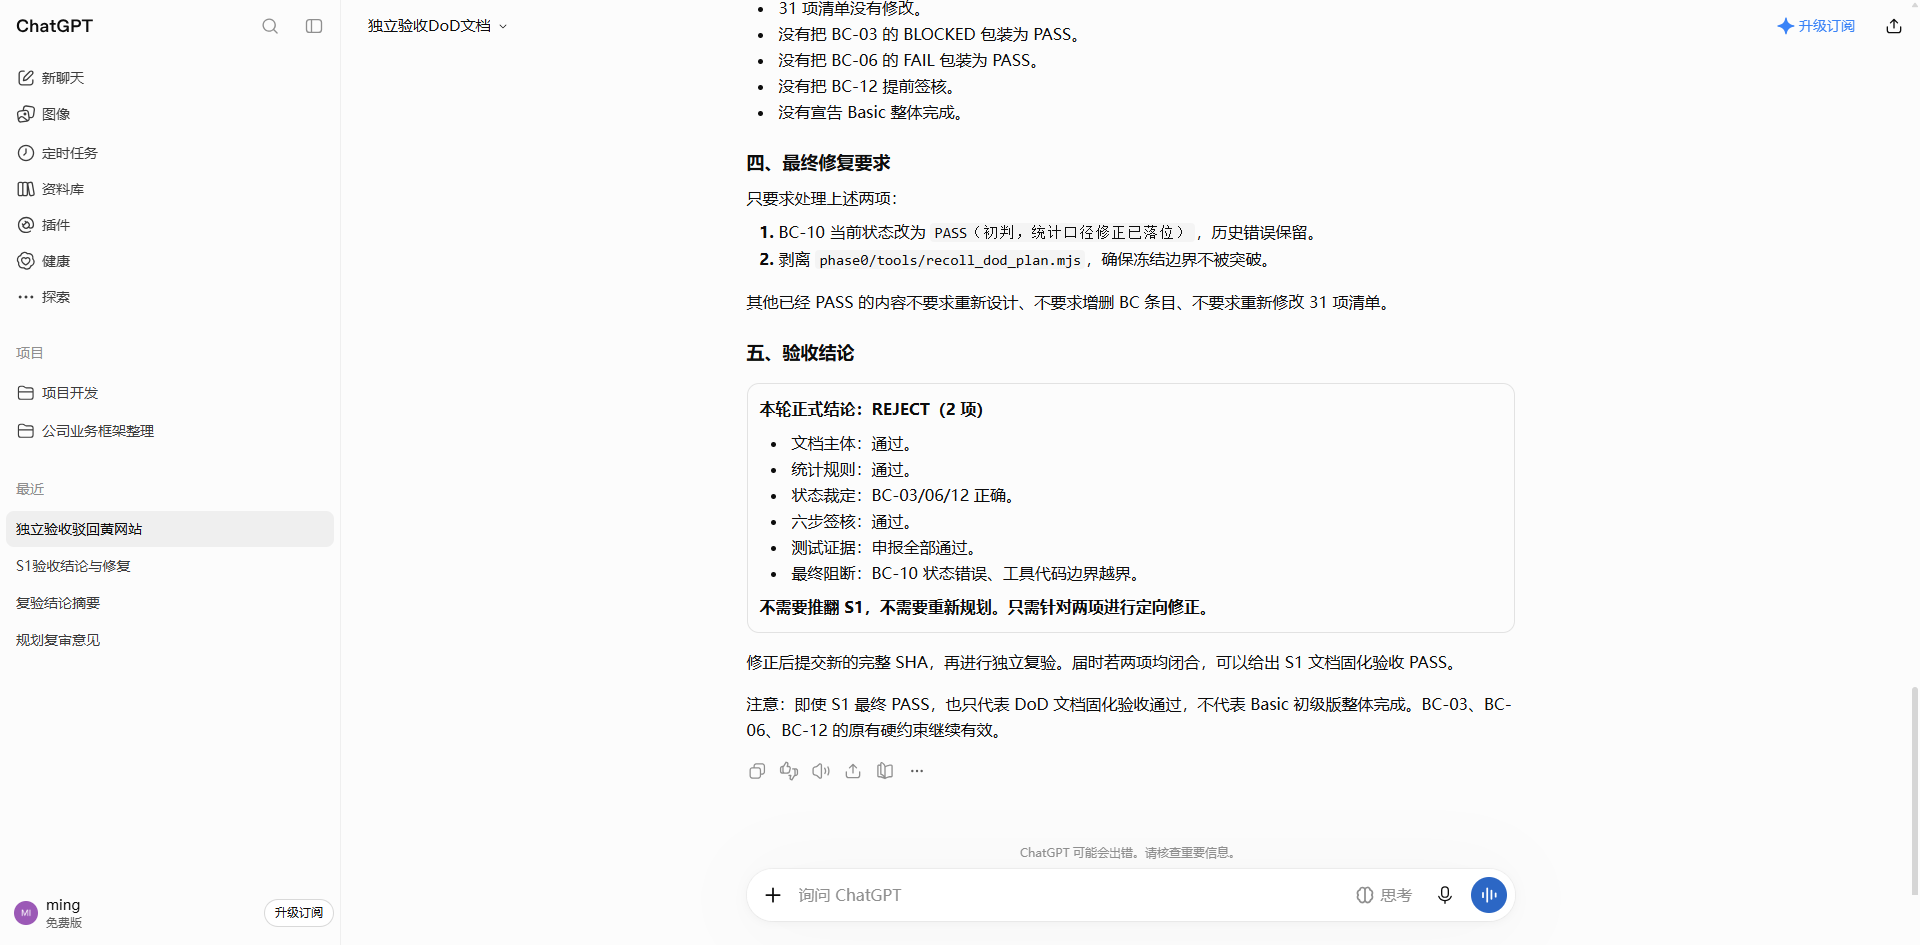 ChatGPT
新聊天
图像
定时任务
资料库
插件
健康
探索
项目
项目开发
公司业务框架整理
最近
独立验收驳回黄网站
S1验收结论与修复
复验结论摘要
规划复审意见
MI
ming
免费版
升级订阅
独立验收DoD文档
升级订阅
31 项清单没有修改。
没有把 BC-03 的 BLOCKED 包装为 PASS。
没有把 BC-06 的 FAIL 包装为 PASS。
没有把 BC-12 提前签核。
没有宣告 Basic 整体完成。
四、最终修复要求
只要求处理上述两项：
1. BC-10 当前状态改为 PASS（初判，统计口径修正已落位） ，历史错误保留。
2. 剥离 phase0/tools/recoll_dod_plan.mjs ，确保冻结边界不被突破。
其他已经 PASS 的内容不要求重新设计、不要求增删 BC 条目、不要求重新修改 31 项清单。
五、验收结论
本轮正式结论：REJECT（2 项）
文档主体：通过。
统计规则：通过。
状态裁定：BC-03/06/12 正确。
六步签核：通过。
测试证据：申报全部通过。
最终阻断：BC-10 状态错误、工具代码边界越界。
不需要推翻 S1，不需要重新规划。只需针对两项进行定向修正。
修正后提交新的完整 SHA，再进行独立复验。届时若两项均闭合，可以给出 S1 文档固化验收 PASS。
注意：即使 S1 最终 PASS，也只代表 DoD 文档固化验收通过，不代表 Basic 初级版整体完成。BC-03、BC-
06、BC-12 的原有硬约束继续有效。
ChatGPT 可能会出错。请核查重要信息。
询问 ChatGPT
思考